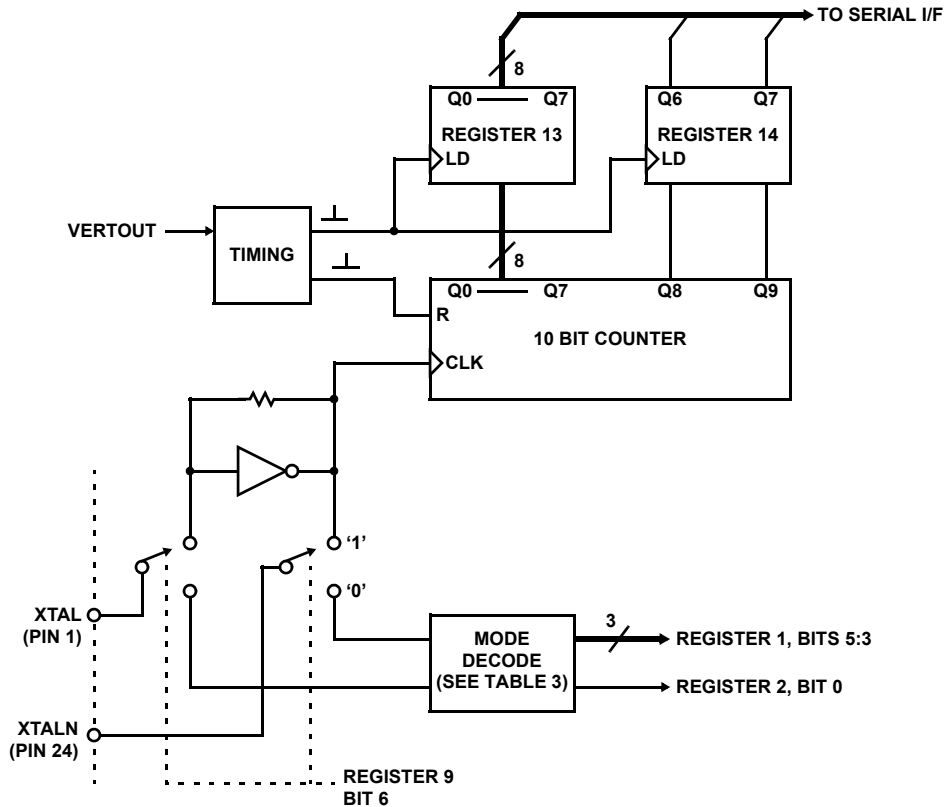 TO SERIAL I/F
8
Q0 Q7
REGISTER 13
LD
Q6 Q7
REGISTER 14
LD
VERTOUT
TIMING
8
Q0 Q7 Q8 Q9
R
10 BIT COUNTER
CLK
'1'
'0'
XTAL
(PIN 1)
MODE
DECODE
(SEE TABLE 3)
3
REGISTER 1, BITS 5:3
REGISTER 2, BIT 0
XTALN
(PIN 24)
REGISTER 9
BIT 6